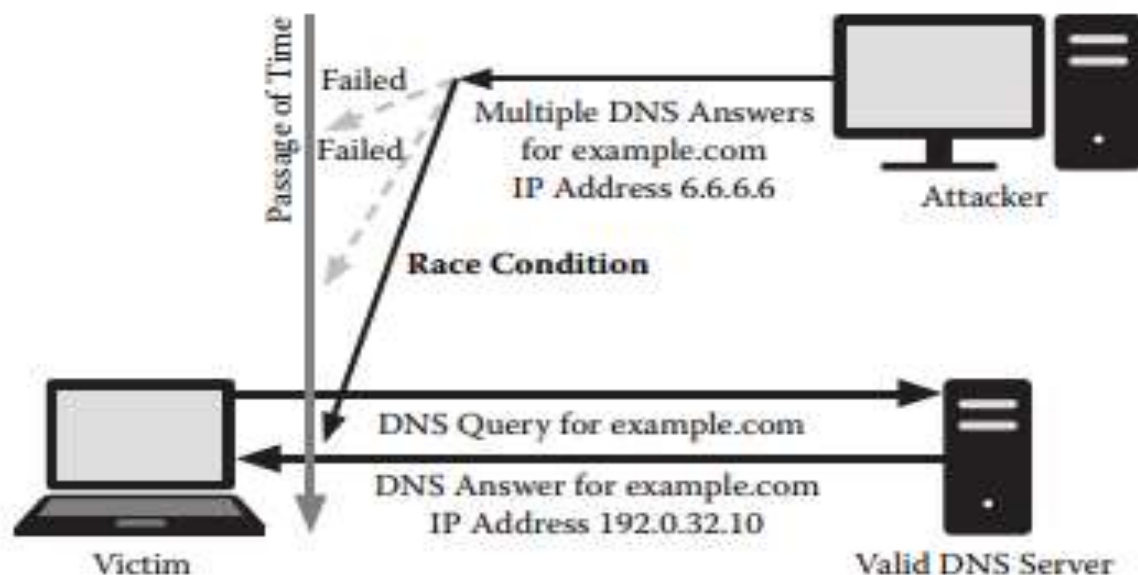 Passage of Time
Failed
Failed
Multiple DNS Answers
for example.com
IP Address 6.6.6.6
Attacker
Race Condition
DNS Query for example.com
DNS Answer for example.com
IP Address 192.0.32.10
Victim
Valid DNS Server